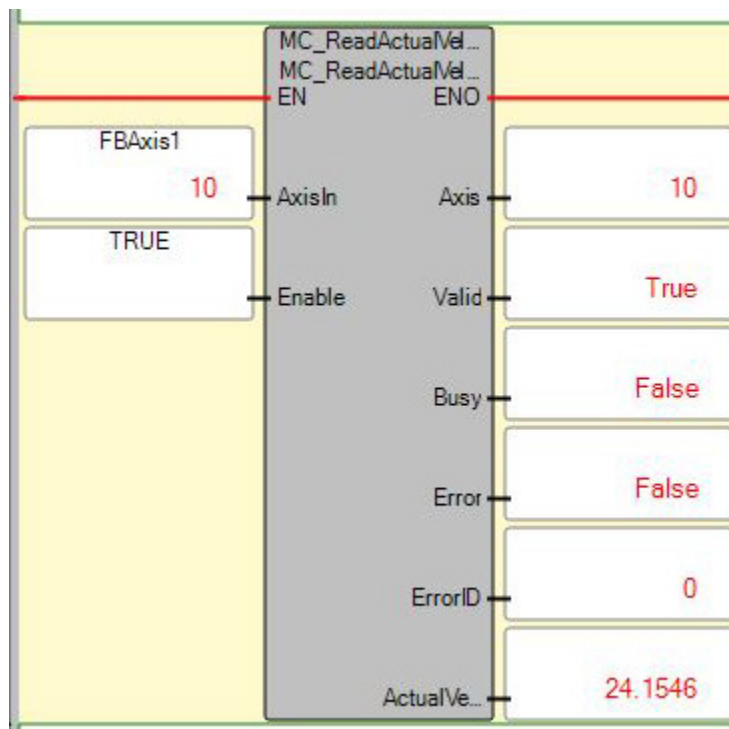 MC_ReadActualVel...
MC_ReadActualVel...
EN ENO
FBAxis1
10 AxisIn Axis 10
TRUE
Enable Valid True
Busy False
Error False
ErrorID 0
ActualVe... 24.1546